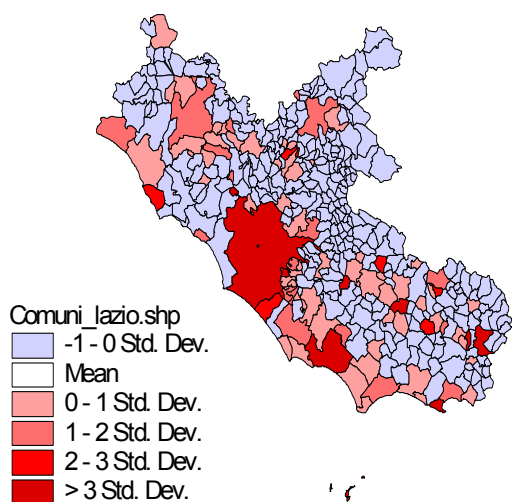 Comuni_lazio.shp
-1 - 0 Std. Dev.
Mean
0 - 1 Std. Dev.
1 - 2 Std. Dev.
2 - 3 Std. Dev.
> 3 Std. Dev.